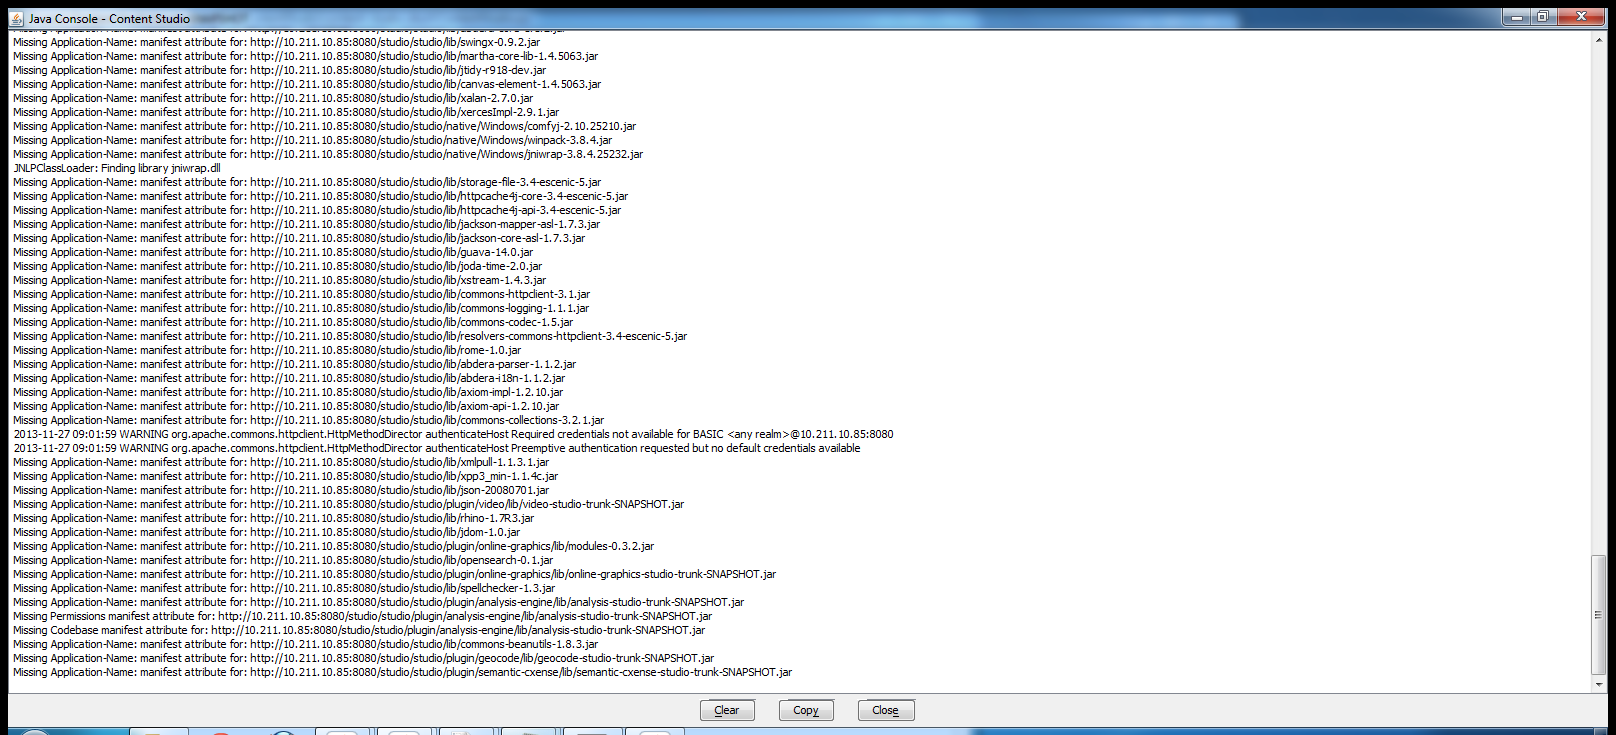 Java Console - Content Studio
Missing Application-Name: manifest attribute for: http://10.211.10.85:8080/studio/studio/lib/swingx-0.9.2.jar
Missing Application-Name: manifest attribute for: http://10.211.10.85:8080/studio/studio/lib/martha-core-lib-1.4.5063.jar
Missing Application-Name: manifest attribute for: http://10.211.10.85:8080/studio/studio/lib/jtidy-r918-dev.jar
Missing Application-Name: manifest attribute for: http://10.211.10.85:8080/studio/studio/lib/canvas-element-1.4.5063.jar
Missing Application-Name: manifest attribute for: http://10.211.10.85:8080/studio/studio/lib/xalan-2.7.0.jar
Missing Application-Name: manifest attribute for: http://10.211.10.85:8080/studio/studio/lib/xercesImpl-2.9.1.jar
Missing Application-Name: manifest attribute for: http://10.211.10.85:8080/studio/studio/native/Windows/comfyj-2.10.25210.jar
Missing Application-Name: manifest attribute for: http://10.211.10.85:8080/studio/studio/native/Windows/winpack-3.8.4.jar
Missing Application-Name: manifest attribute for: http://10.211.10.85:8080/studio/studio/native/Windows/jniwrap-3.8.4.25232.jar
JNLPClassLoader: Finding library jniwrap.dll
Missing Application-Name: manifest attribute for: http://10.211.10.85:8080/studio/studio/lib/storage-file-3.4-escenic-5.jar
Missing Application-Name: manifest attribute for: http://10.211.10.85:8080/studio/studio/lib/httpcache4j-core-3.4-escenic-5.jar
Missing Application-Name: manifest attribute for: http://10.211.10.85:8080/studio/studio/lib/httpcache4j-api-3.4-escenic-5.jar
Missing Application-Name: manifest attribute for: http://10.211.10.85:8080/studio/studio/lib/jackson-mapper-asl-1.7.3.jar
Missing Application-Name: manifest attribute for: http://10.211.10.85:8080/studio/studio/lib/jackson-core-asl-1.7.3.jar
Missing Application-Name: manifest attribute for: http://10.211.10.85:8080/studio/studio/lib/guava-14.0.jar
Missing Application-Name: manifest attribute for: http://10.211.10.85:8080/studio/studio/lib/joda-time-2.0.jar
Missing Application-Name: manifest attribute for: http://10.211.10.85:8080/studio/studio/lib/xstream-1.4.3.jar
Missing Application-Name: manifest attribute for: http://10.211.10.85:8080/studio/studio/lib/commons-httpclient-3.1.jar
Missing Application-Name: manifest attribute for: http://10.211.10.85:8080/studio/studio/lib/commons-logging-1.1.1.jar
Missing Application-Name: manifest attribute for: http://10.211.10.85:8080/studio/studio/lib/commons-codec-1.5.jar
Missing Application-Name: manifest attribute for: http://10.211.10.85:8080/studio/studio/lib/resolvers-commons-httpclient-3.4-escenic-5.jar
Missing Application-Name: manifest attribute for: http://10.211.10.85:8080/studio/studio/lib/rome-1.0.jar
Missing Application-Name: manifest attribute for: http://10.211.10.85:8080/studio/studio/lib/abdera-parser-1.1.2.jar
Missing Application-Name: manifest attribute for: http://10.211.10.85:8080/studio/studio/lib/abdera-i18n-1.1.2.jar
Missing Application-Name: manifest attribute for: http://10.211.10.85:8080/studio/studio/lib/axiom-impl-1.2.10.jar
Missing Application-Name: manifest attribute for: http://10.211.10.85:8080/studio/studio/lib/axiom-api-1.2.10.jar
Missing Application-Name: manifest attribute for: http://10.211.10.85:8080/studio/studio/lib/commons-collections-3.2.1.jar
2013-11-27 09:01:59 WARNING org.apache.commons.httpclient.HttpMethodDirector authenticateHost Required credentials not available for BASIC <any realm>@10.211.10.85:8080
2013-11-27 09:01:59 WARNING org.apache.commons.httpclient.HttpMethodDirector authenticateHost Preemptive authentication requested but no default credentials available
Missing Application-Name: manifest attribute for: http://10.211.10.85:8080/studio/studio/lib/xmlpull-1.1.3.1.jar
Missing Application-Name: manifest attribute for: http://10.211.10.85:8080/studio/studio/lib/xpp3_min-1.1.4c.jar
Missing Application-Name: manifest attribute for: http://10.211.10.85:8080/studio/studio/lib/json-20080701.jar
Missing Application-Name: manifest attribute for: http://10.211.10.85:8080/studio/studio/plugin/video/lib/video-studio-trunk-SNAPSHOT.jar
Missing Application-Name: manifest attribute for: http://10.211.10.85:8080/studio/studio/lib/rhino-1.7R3.jar
Missing Application-Name: manifest attribute for: http://10.211.10.85:8080/studio/studio/lib/jdom-1.0.jar
Missing Application-Name: manifest attribute for: http://10.211.10.85:8080/studio/studio/plugin/online-graphics/lib/modules-0.3.2.jar
Missing Application-Name: manifest attribute for: http://10.211.10.85:8080/studio/studio/lib/opensearch-0.1.jar
Missing Application-Name: manifest attribute for: http://10.211.10.85:8080/studio/studio/plugin/online-graphics/lib/online-graphics-studio-trunk-SNAPSHOT.jar
Missing Application-Name: manifest attribute for: http://10.211.10.85:8080/studio/studio/lib/spellchecker-1.3.jar
Missing Application-Name: manifest attribute for: http://10.211.10.85:8080/studio/studio/plugin/analysis-engine/lib/analysis-studio-trunk-SNAPSHOT.jar
Missing Permissions manifest attribute for: http://10.211.10.85:8080/studio/studio/plugin/analysis-engine/lib/analysis-studio-trunk-SNAPSHOT.jar
Missing Codebase manifest attribute for: http://10.211.10.85:8080/studio/studio/plugin/analysis-engine/lib/analysis-studio-trunk-SNAPSHOT.jar
Missing Application-Name: manifest attribute for: http://10.211.10.85:8080/studio/studio/lib/commons-beanutils-1.8.3.jar
Missing Application-Name: manifest attribute for: http://10.211.10.85:8080/studio/studio/plugin/geocode/lib/geocode-studio-trunk-SNAPSHOT.jar
Missing Application-Name: manifest attribute for: http://10.211.10.85:8080/studio/studio/plugin/semantic-cxense/lib/semantic-cxense-studio-trunk-SNAPSHOT.jar
Clear Copy Close